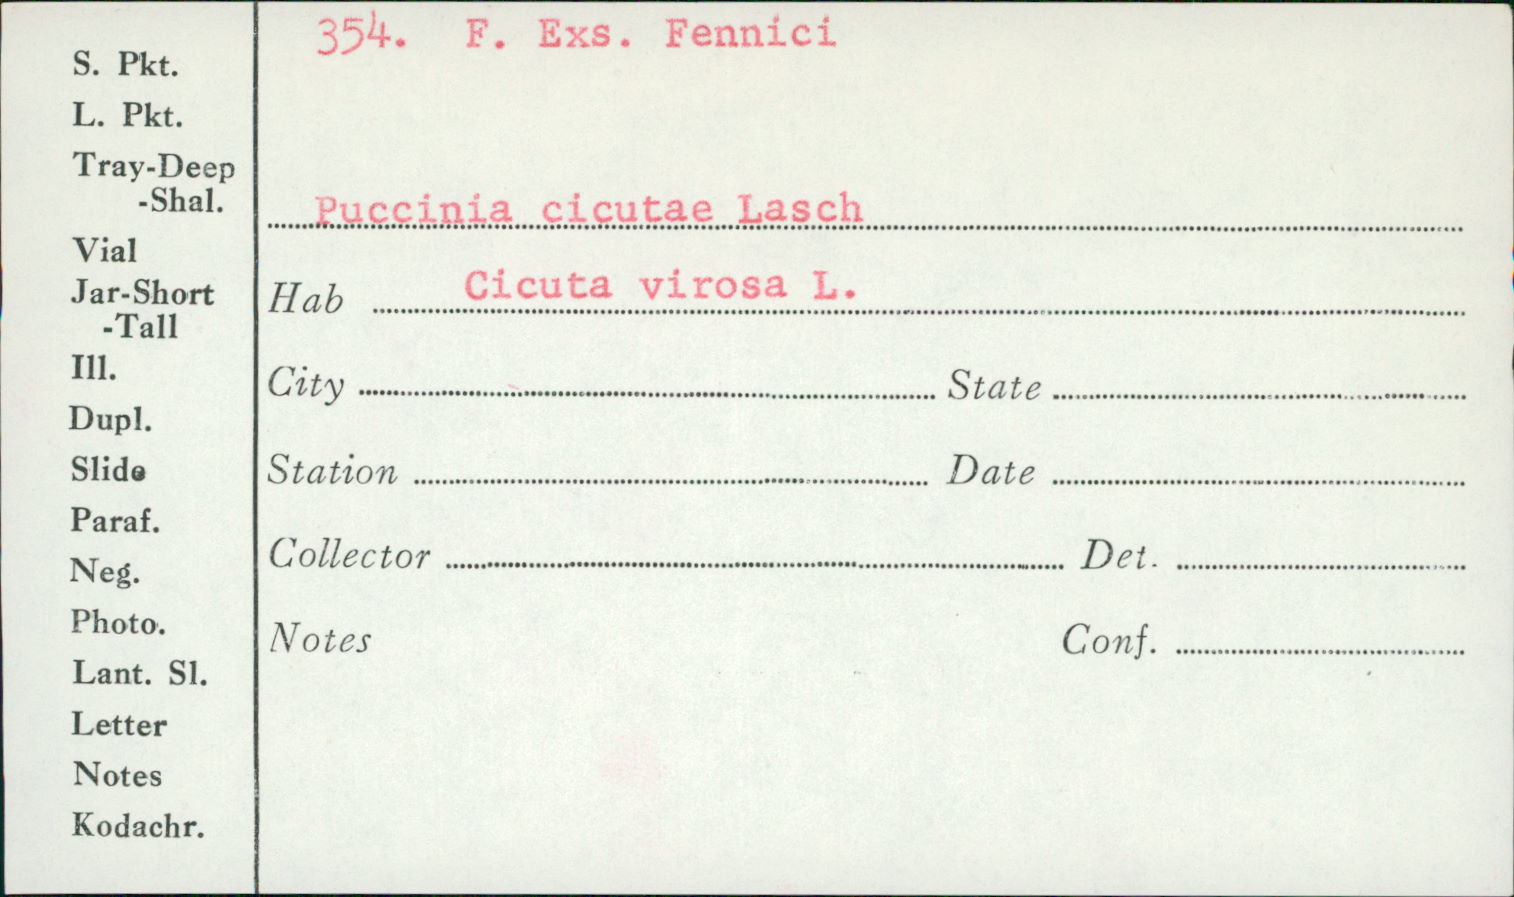 354. F. Exs. Fennici
S. Pkt.
L. Pkt.
Tray-Deep
-Shal.
Vial
Jar-Short
-Tall
Ill.
Dupl.
Slide
Paraf.
Neg.
Photo.
Lant. Sl.
Letter
Notes
Kodachr.
Puccinia cicutae Lasch
Hab Cicuta virosa L.
City State
Station Date
Collector Det.
Notes Conf.